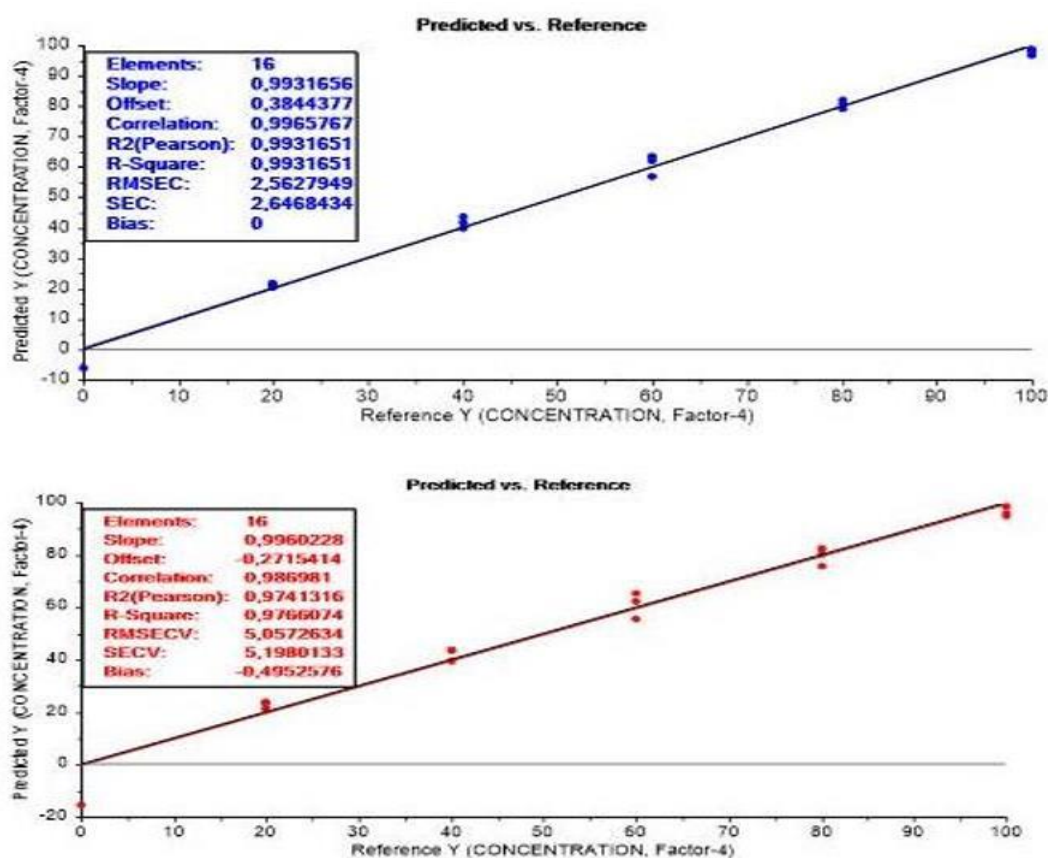 Predicted vs. Reference
Predicted Y (CONCENTRATION, Factor-4)
100
90
80
70
60
50
40
30
20
10
0
-10
Elements: 16
Slope: 0,9931656
Offset: 0,3844377
Correlation: 0,9965767
R2(Pearson): 0,9931651
R-Square: 0,9931651
RMSEC: 2,5627949
SEC: 2,6468434
Bias: 0
0 10 20 30 40 50 60 70 80 90 100
Reference Y (CONCENTRATION, Factor-4)
Predicted vs. Reference
Predicted Y (CONCENTRATION, Factor-4)
100
80
60
40
20
0
-20
Elements: 16
Slope: 0,9960228
Offset: -0,2715414
Correlation: 0,986981
R2(Pearson): 0,9741316
R-Square: 0,9766074
RMSECV: 5,0572634
SECV: 5,1980133
Bias: -0,4952576
0 10 20 30 40 50 60 70 80 90 100
Reference Y (CONCENTRATION, Factor-4)